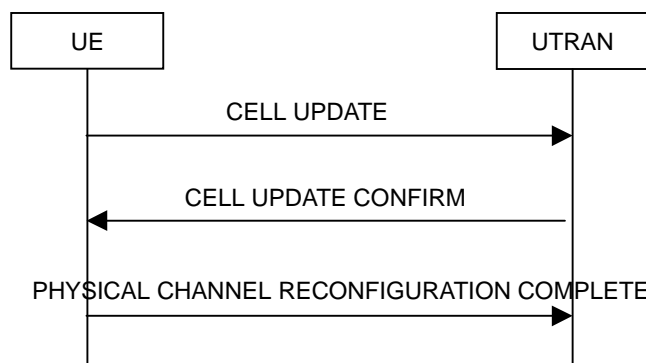 UE
UTRAN
CELL UPDATE
CELL UPDATE CONFIRM
PHYSICAL CHANNEL RECONFIGURATION COMPLETE